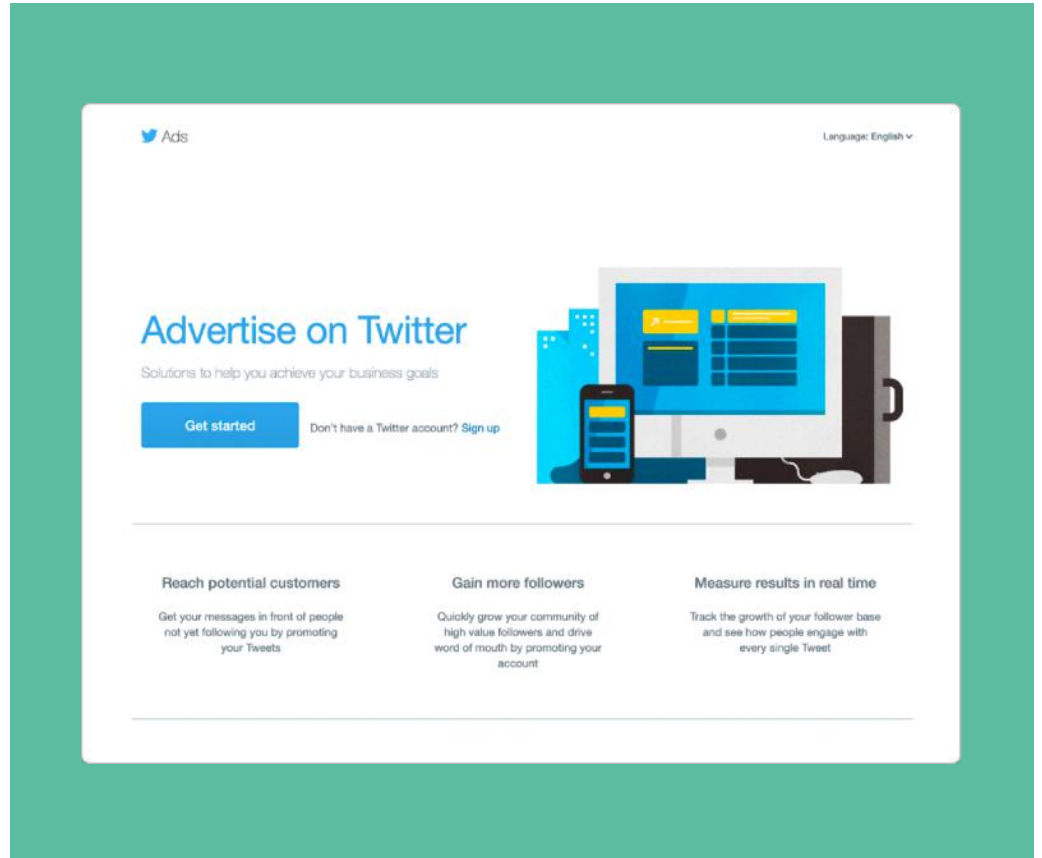 Ads
Language: English
Advertise on Twitter
Solutions to help you achieve your business goals
Get started
Don't have a Twitter account? Sign up
Reach potential customers
Get your messages in front of people
not yet following you by promoting
your Tweets
Gain more followers
Quickly grow your community of
high value followers and drive
word of mouth by promoting your
account
Measure results in real time
Track the growth of your follower base
and see how people engage with
every single Tweet